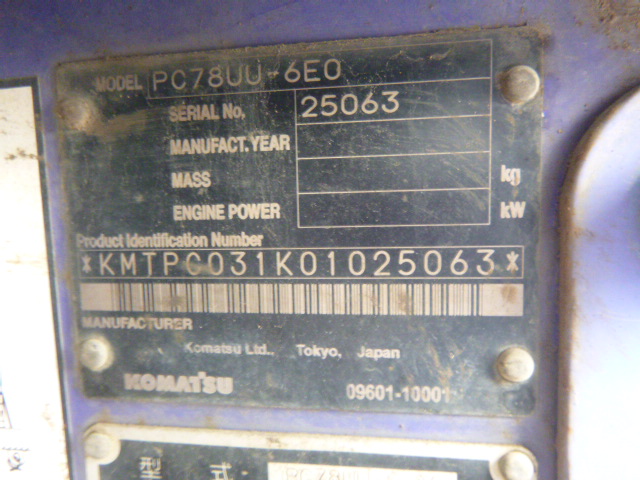 MODEL PC78UU-6E0
SERIAL No. 25063
MANUFACT.YEAR
MASS kg
ENGINE POWER kW
Product Identification Number
*KMTPC031K01025063*
MANUFACTURER
Komatsu Ltd., Tokyo, Japan
KOMATSU 09601-10001
型 式